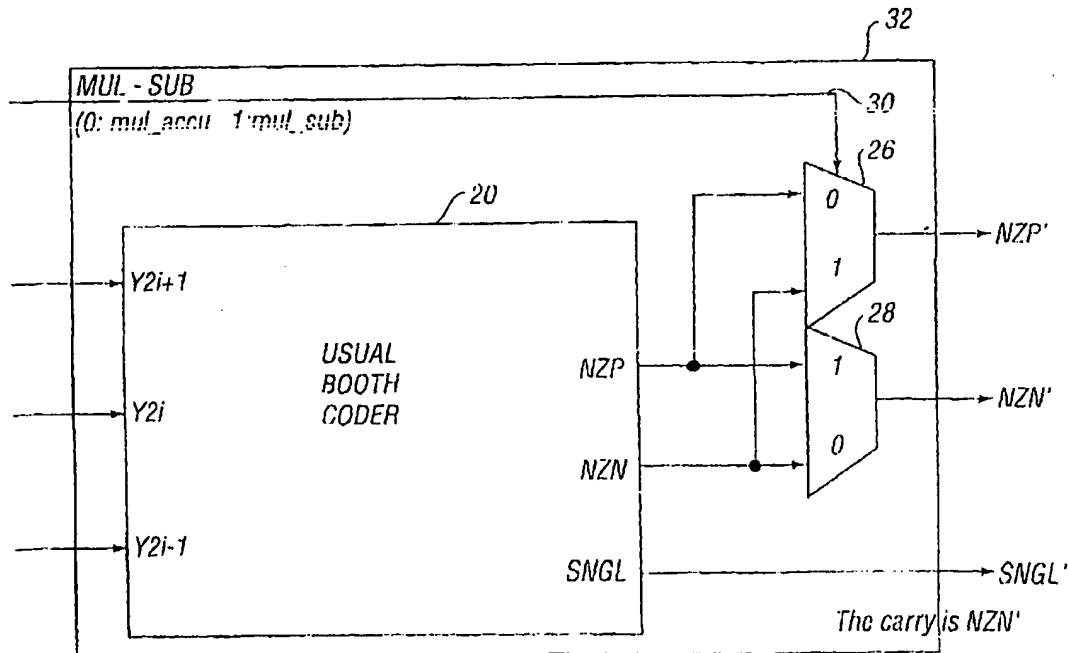 32
MUL - SUB
30
(0: mul_accu 1:mul_sub)
26
20
0
NZP'
Y2i+1
1
28
USUAL
BOOTH
CODER
NZP
1
Y2i
NZN'
0
NZN
Y2i-1
SNGL
SNGL'
The carry is NZN'